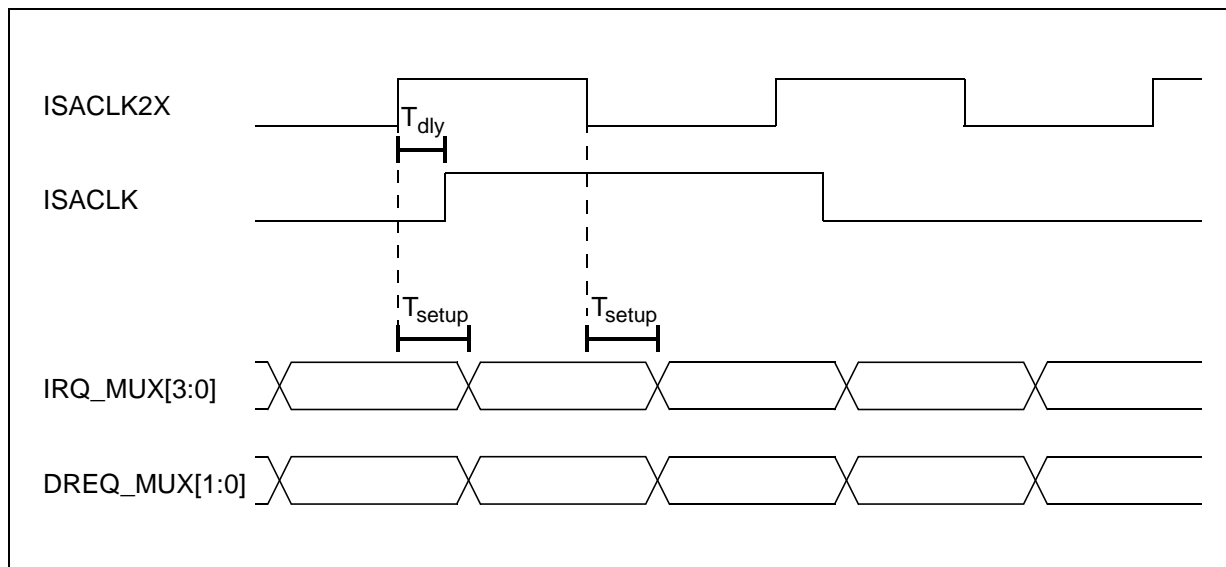 ISACLK2X
Tdly
ISACLK
Tsetup Tsetup
IRQ_MUX[3:0]
DREQ_MUX[1:0]